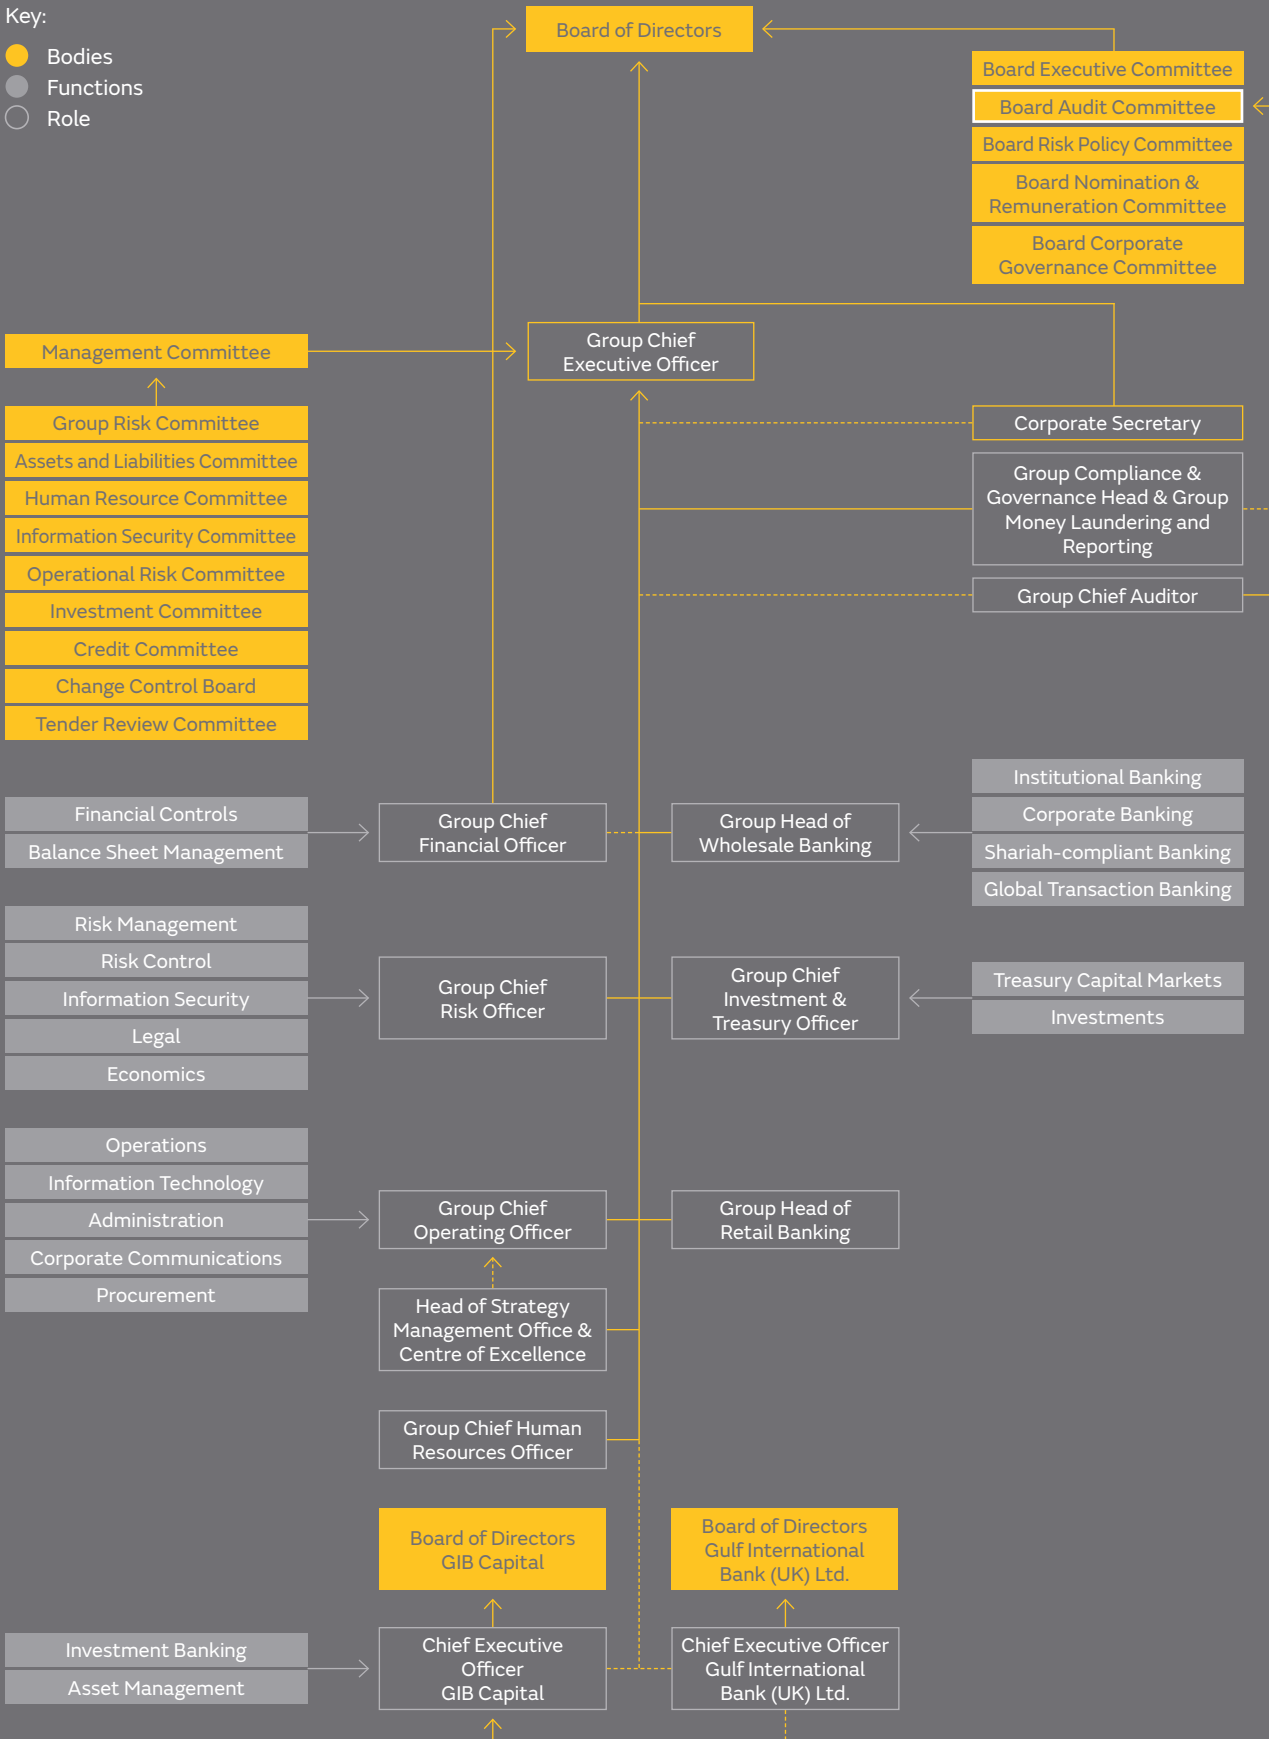 Key:
Bodies
Functions
Role
Board of Directors
Board Executive Committee
Board Audit Committee
Board Risk Policy Committee
Board Nomination &
Remuneration Committee
Board Corporate
Governance Committee
Management Committee
Group Chief
Executive Officer
Group Risk Committee
Assets and Liabilities Committee
Human Resource Committee
Information Security Committee
Operational Risk Committee
Investment Committee
Credit Committee
Change Control Board
Tender Review Committee
Corporate Secretary
Group Compliance &
Governance Head & Group
Money Laundering and
Reporting
Group Chief Auditor
Financial Controls
Balance Sheet Management
Group Chief
Financial Officer
Group Head of
Wholesale Banking
Institutional Banking
Corporate Banking
Shariah-compliant Banking
Global Transaction Banking
Risk Management
Risk Control
Information Security
Legal
Economics
Group Chief
Risk Officer
Group Chief
Investment &
Treasury Officer
Treasury Capital Markets
Investments
Operations
Information Technology
Administration
Corporate Communications
Procurement
Group Chief
Operating Officer
Group Head of
Retail Banking
Head of Strategy
Management Office &
Centre of Excellence
Group Chief Human
Resources Officer
Board of Directors
GIB Capital
Board of Directors
Gulf International
Bank (UK) Ltd.
Investment Banking
Asset Management
Chief Executive
Officer
GIB Capital
Chief Executive Officer
Gulf International
Bank (UK) Ltd.